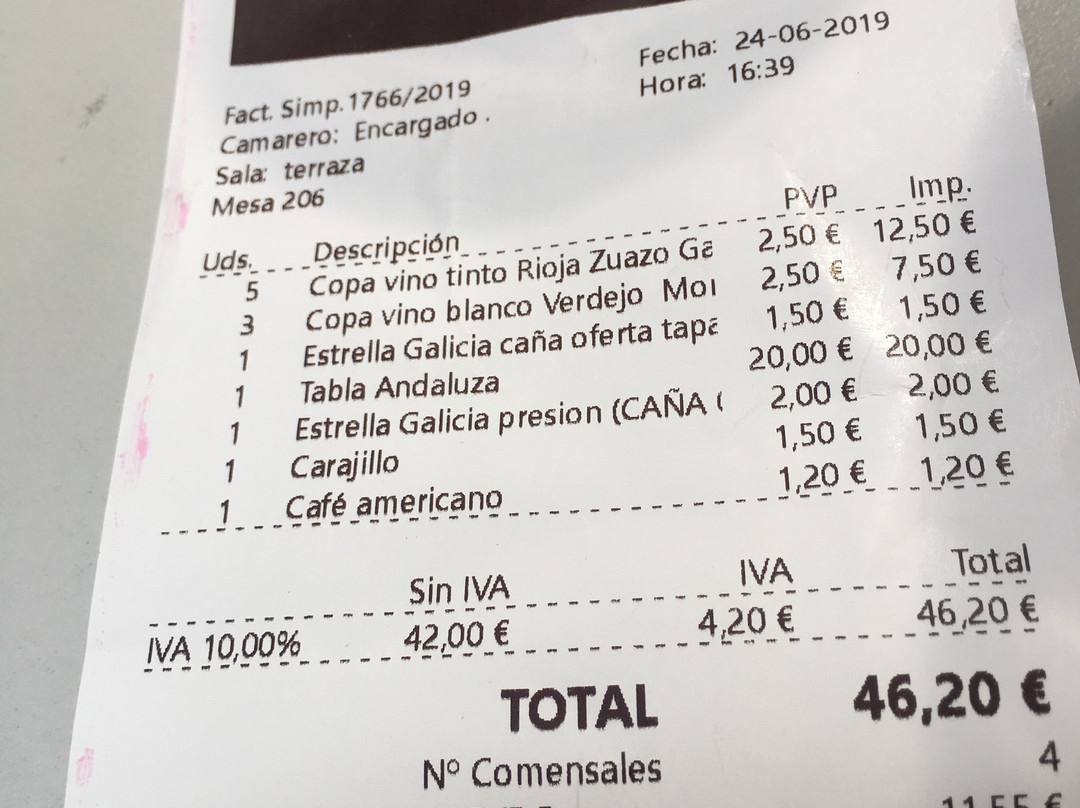 Fecha: 24-06-2019
Hora: 16:39
Fact. Simp. 1766/2019
Camarero: Encargado .
Sala: terraza
Mesa 206
Uds. Descripción PVP Imp.
5 Copa vino tinto Rioja Zuazo Ga 2,50 € 12,50 €
3 Copa vino blanco Verdejo 2,50 € 7,50 €
1 Estrella Galicia caña oferta tapa 1,50 € 1,50 €
1 Tabla Andaluza 20,00 € 20,00 €
1 Estrella Galicia presion (CAÑA 2,00 € 2,00 €
1 Carajillo 1,50 € 1,50 €
1 Café americano 1,20 € 1,20 €
Sin IVA IVA Total
IVA 10,00% 42,00 € 4,20 € 46,20 €
TOTAL 46,20 €
Nº Comensales 4
11,55 €